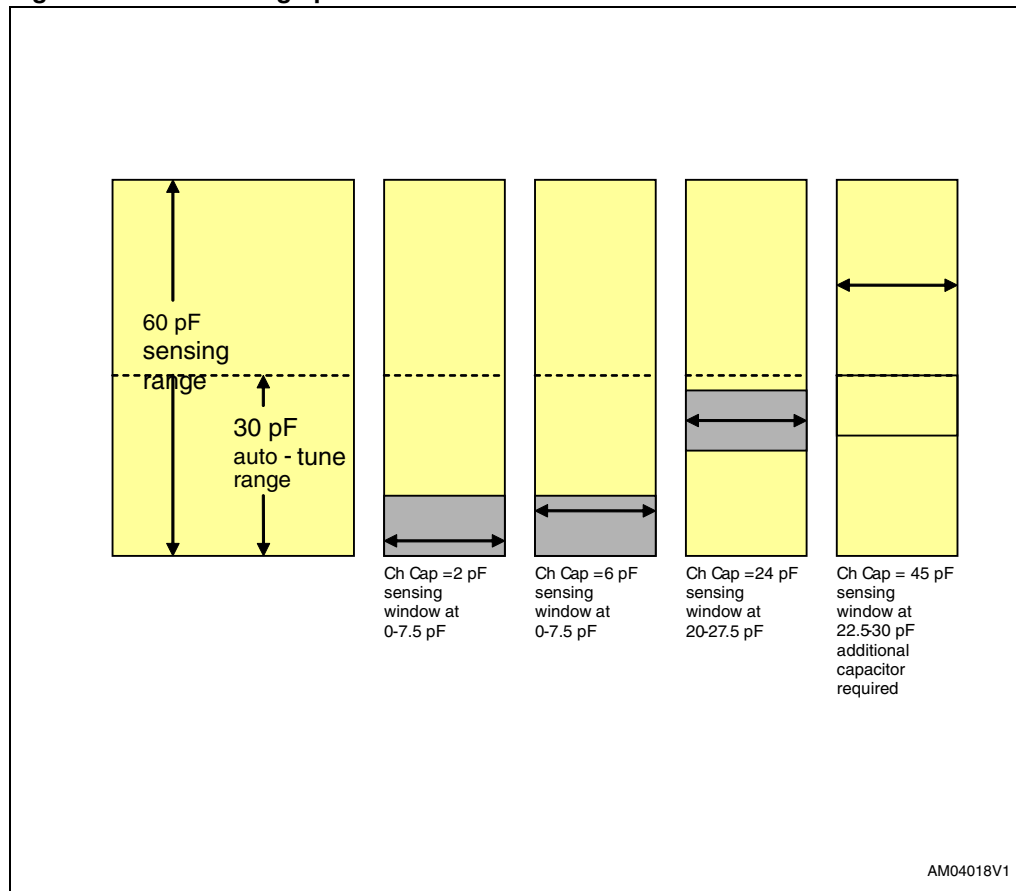 60 pF
sensing
range
30 pF
auto - tune
range
Ch Cap =2 pF
sensing
window at
0-7.5 pF
Ch Cap =6 pF
sensing
window at
0-7.5 pF
Ch Cap =24 pF
sensing
window at
20-27.5 pF
Ch Cap = 45 pF
sensing
window at
22.5-30 pF
additional
capacitor
required
AM04018V1